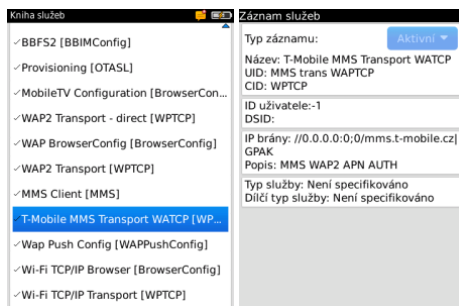 Kniha služeb
✓BBFS2 [BBIMConfig]
✓Provisioning [OTASL]
✓MobileTV Configuration [BrowserCon...
✓WAP2 Transport - direct [WPTCP]
✓WAP BrowserConfig [BrowserConfig]
✓WAP2 Transport [WPTCP]
✓MMS Client [MMS]
✓T-Mobile MMS Transport WATCP [WP...
✓Wap Push Config [WAPPushConfig]
✓Wi-Fi TCP/IP Browser [BrowserConfig]
✓Wi-Fi TCP/IP Transport [WPTCP]
Záznam služeb
Typ záznamu: Aktivní
Název: T-Mobile MMS Transport WATCP
UID: MMS trans WAPTCP
CID: WPTCP
ID uživatele:-1
DSID:
IP brány: //0.0.0.0:0;0/mms.t-mobile.cz|
GPAK
Popis: MMS WAP2 APN AUTH
Typ služby: Není specifikováno
Dílčí typ služby: Není specifikováno